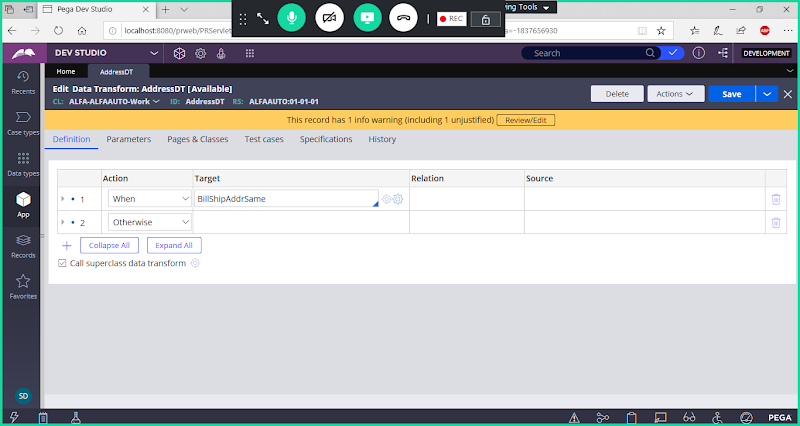 Pega Dev Studio
localhost:8080/prweb/PRServlet
a=-1837656930
ing Tools
REC
DEV STUDIO
Search
DEVELOPMENT
Home
AddressDT
Edit Data Transform: AddressDT [Available]
CL: ALFA-ALFAAUTO-Work ID: AddressDT RS: ALFAAUTO:01-01-01
Delete
Actions
Save
This record has 1 info warning (including 1 unjustified) Review/Edit
Definition Parameters Pages & Classes Test cases Specifications History
Action Target Relation Source
1 When BillShipAddrSame
2 Otherwise
Collapse All Expand All
Call superclass data transform
Recents
Case types
Data types
App
Records
Favorites
SD
PEGA